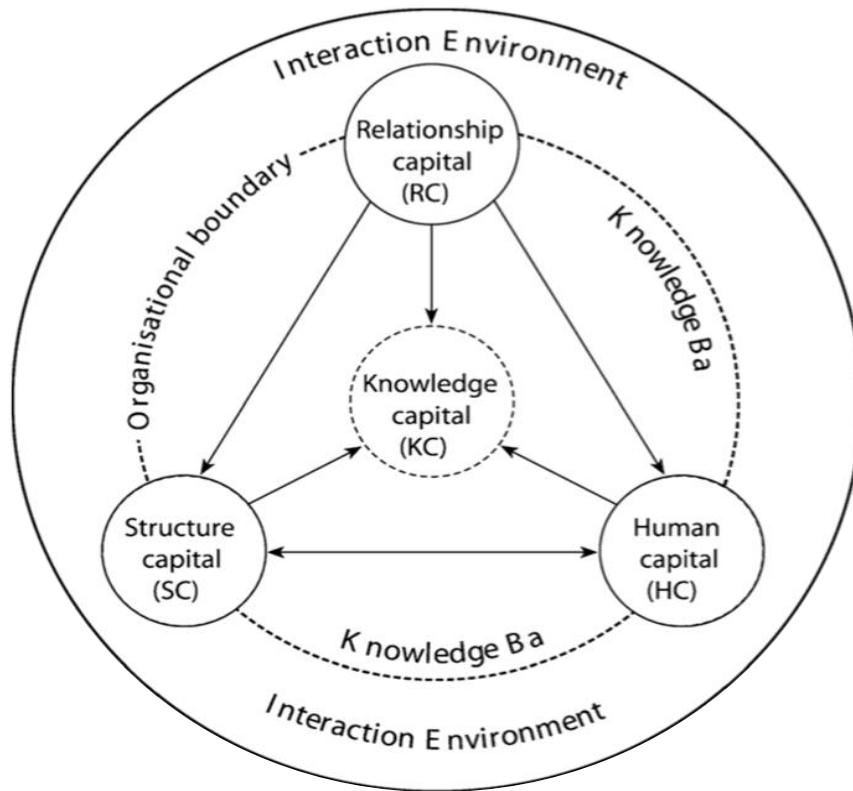 Interaction Environment
Relationship
capital
(RC)
Organisational boundary
Knowledge Ba
Knowledge
capital
(KC)
Structure
capital
(SC)
Human
capital
(HC)
Knowledge Ba
Interaction Environment